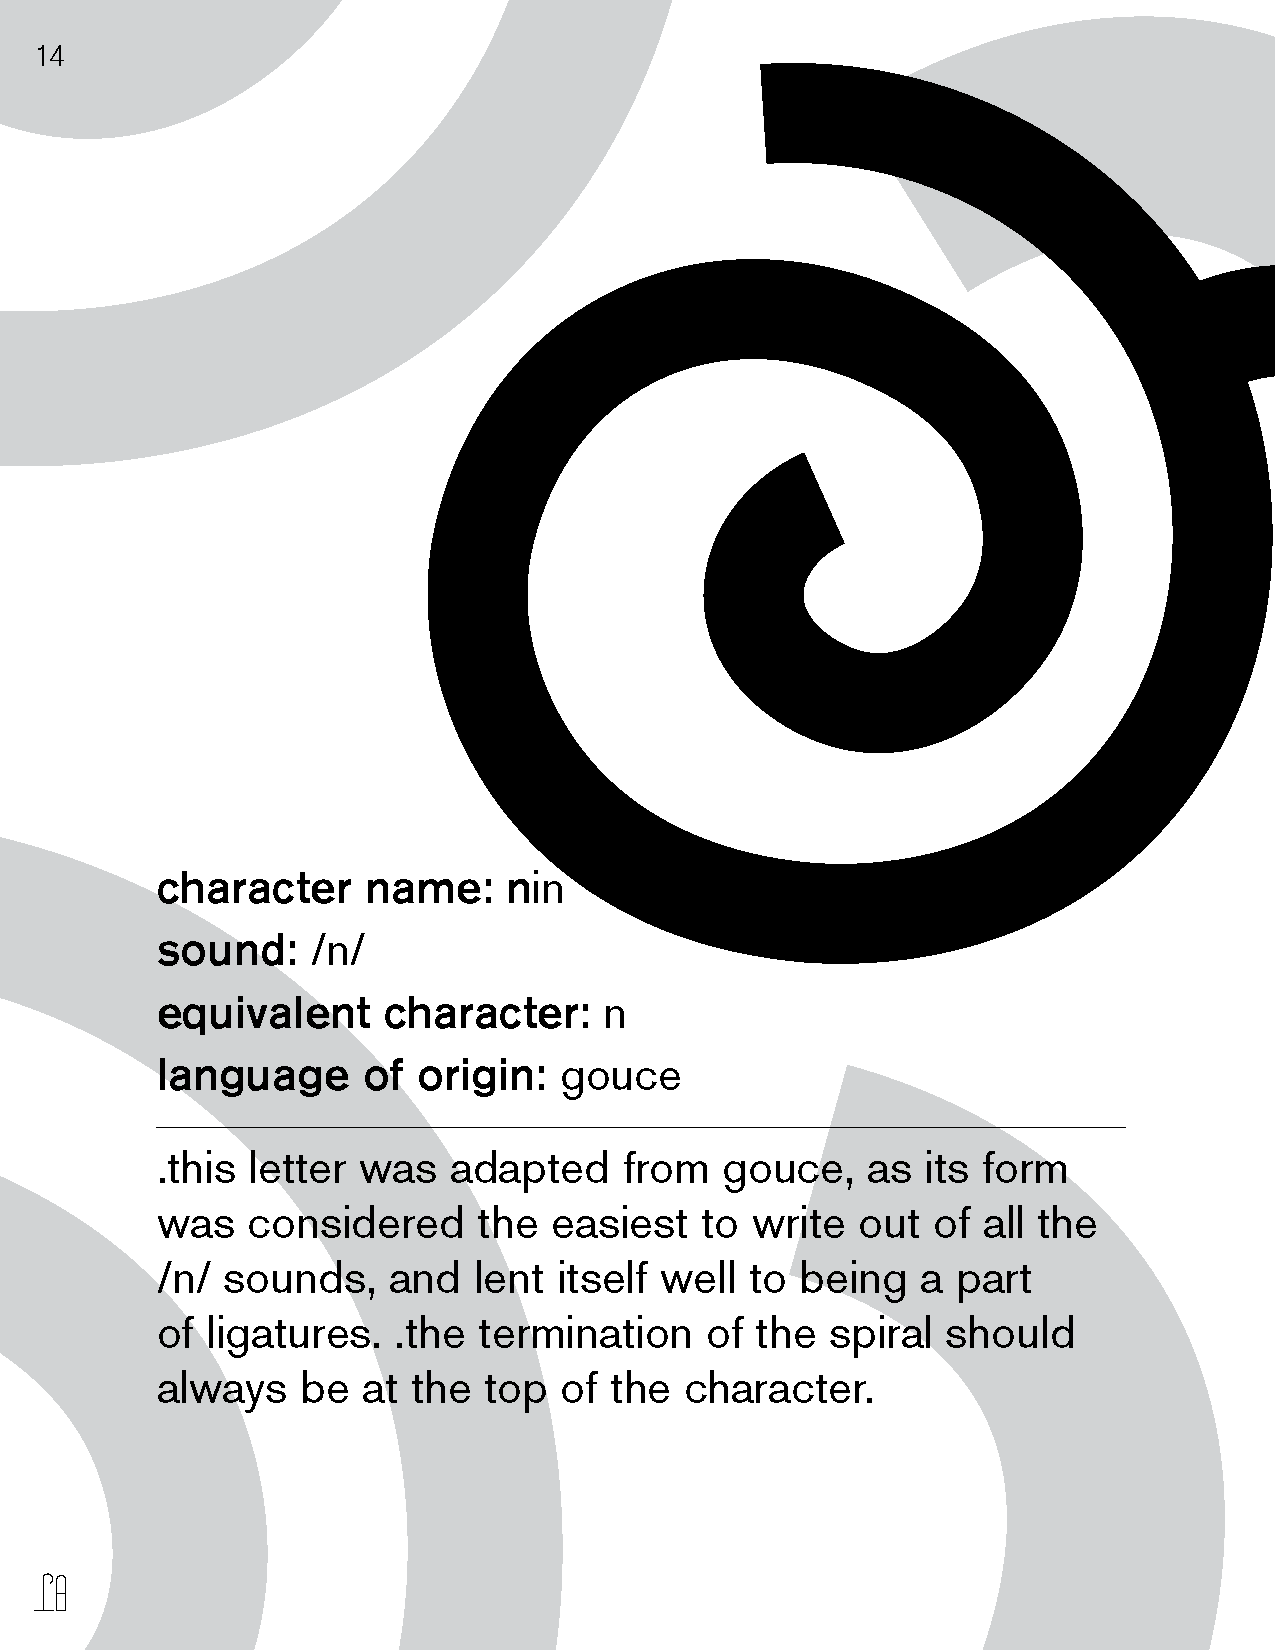 14
character name: nin
sound: /n/
equivalent character: n
language of origin: gouce
.this letter was adapted from gouce, as its form
was considered the easiest to write out of all the
/n/ sounds, and lent itself well to being a part
of ligatures. .the termination of the spiral should
always be at the top of the character.